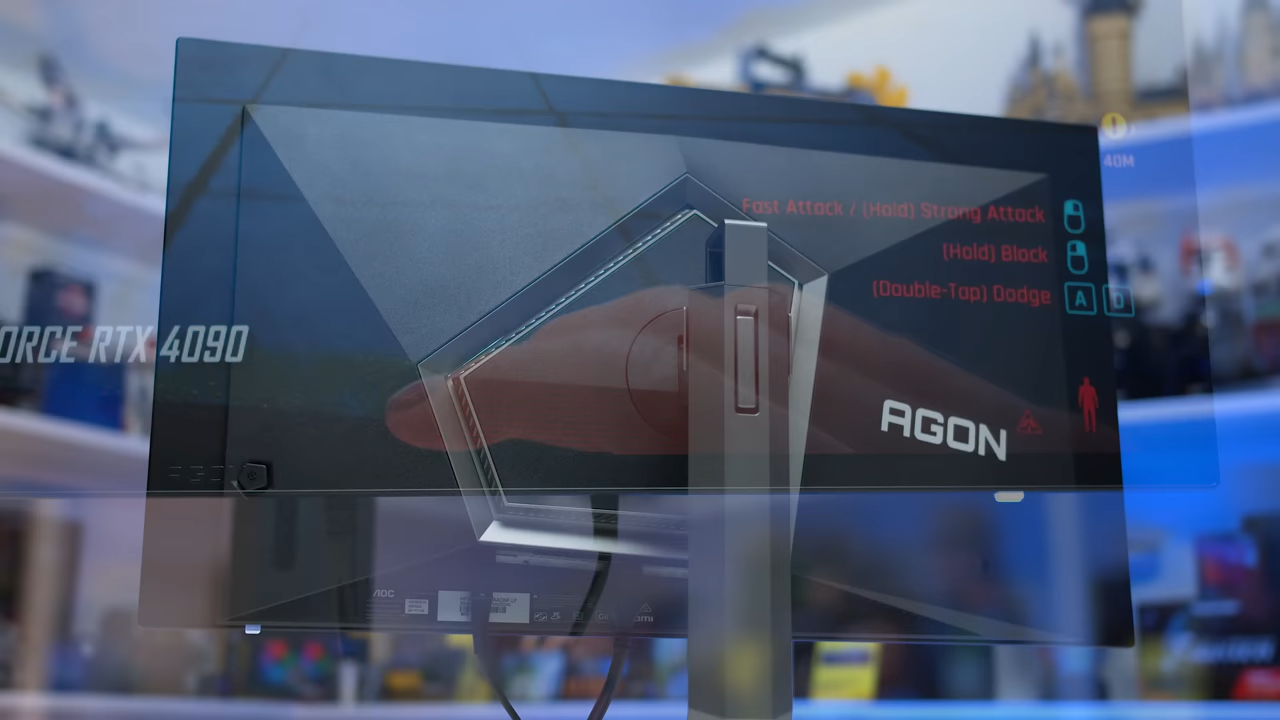 40M
Fast Attack / (Hold) Strong Attack
(Hold) Block
(Double-Tap) Dodge
A D
ORCE RTX 4090
AGON
AOC